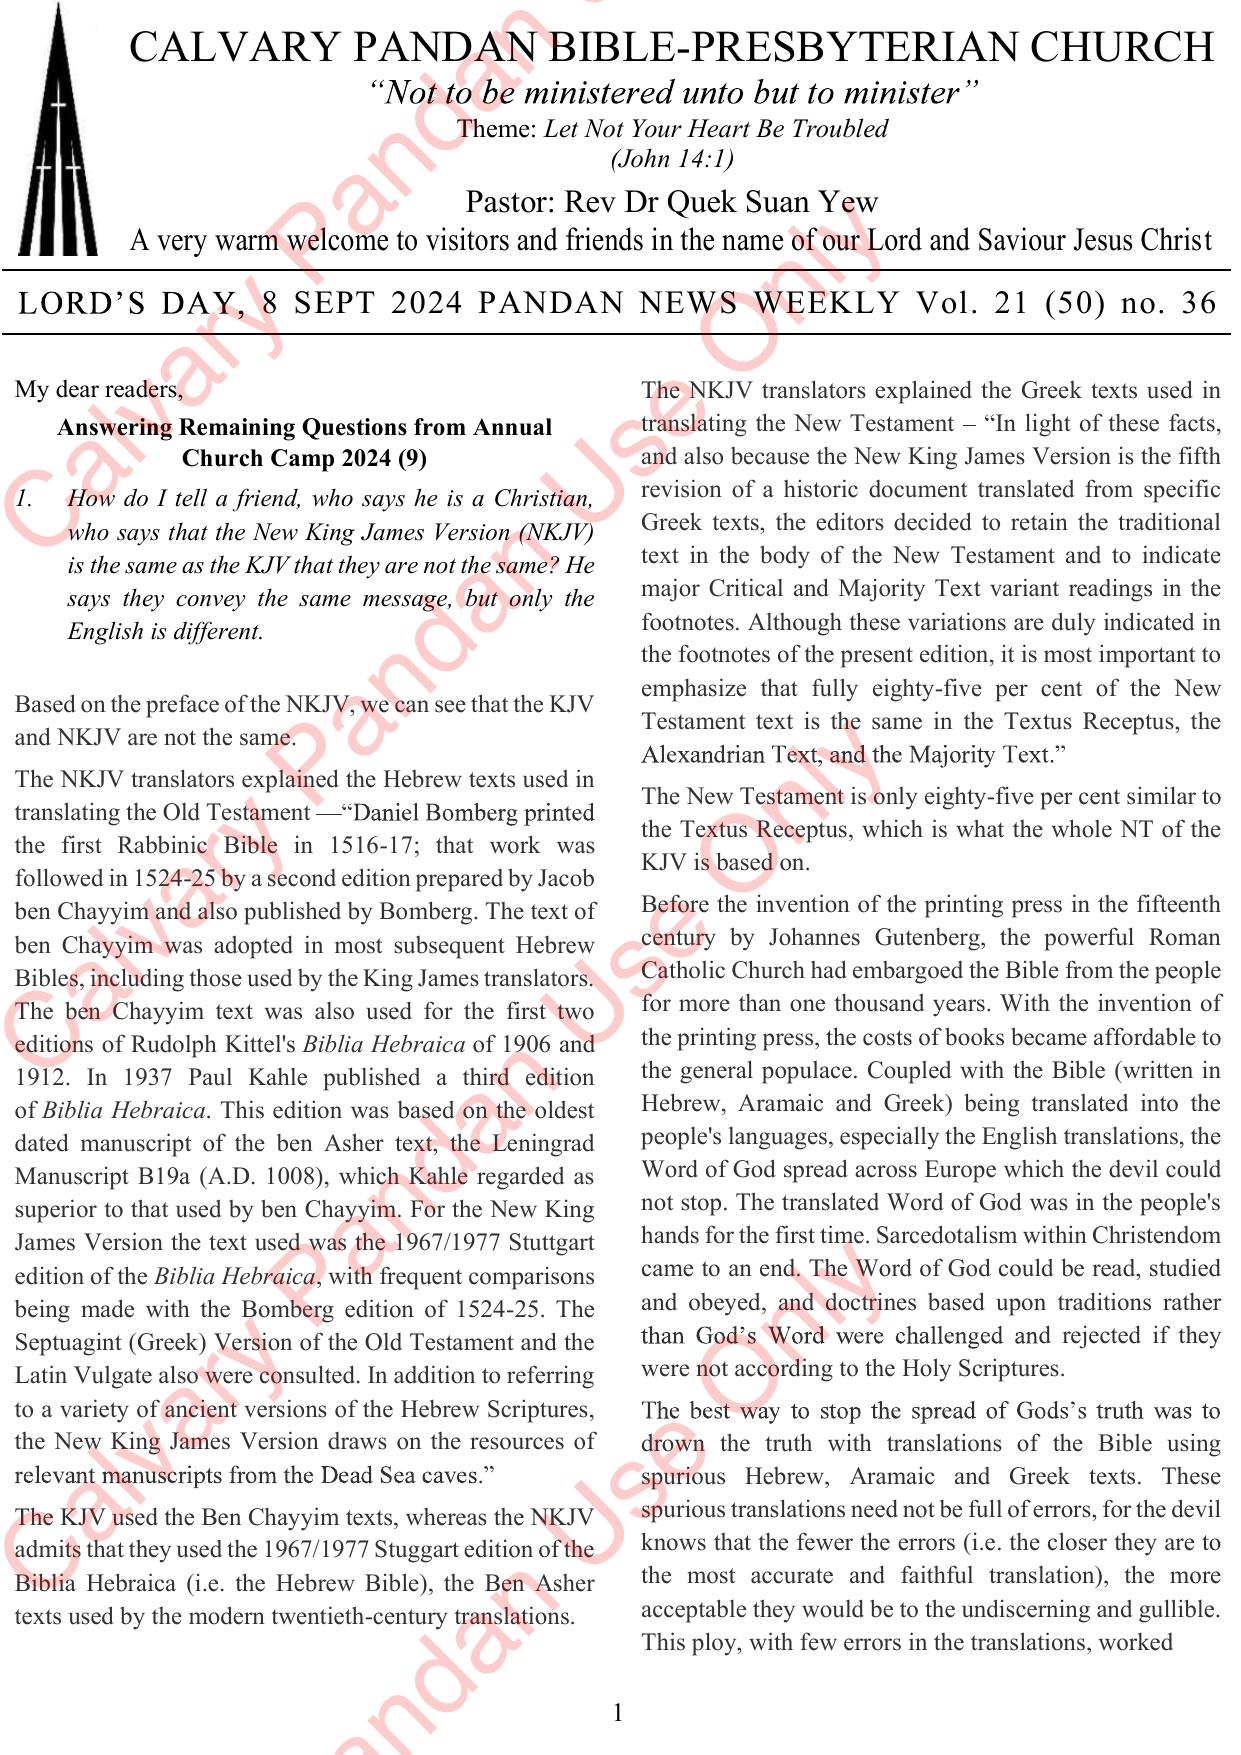 CALVARY PANDAN BIBLE-PRESBYTERIAN CHURCH
“Not to be ministered unto but to minister”
Theme: Let Not Your Heart Be Troubled
(John 14:1)
Pastor: Rev Dr Quek Suan Yew
A very warm welcome to visitors and friends in the name of our Lord and Saviour Jesus Christ
LORD’S DAY, 8 SEPT 2024 PANDAN NEWS WEEKLY Vol. 21 (50) no. 36
My dear readers,
Answering Remaining Questions from Annual
Church Camp 2024 (9)
1. How do I tell a friend, who says he is a Christian,
who says that the New King James Version (NKJV)
is the same as the KJV that they are not the same? He
says they convey the same message, but only the
English is different.
Based on the preface of the NKJV, we can see that the KJV
and NKJV are not the same.
The NKJV translators explained the Hebrew texts used in
translating the Old Testament —“Daniel Bomberg printed
the first Rabbinic Bible in 1516-17; that work was
followed in 1524-25 by a second edition prepared by Jacob
ben Chayyim and also published by Bomberg. The text of
ben Chayyim was adopted in most subsequent Hebrew
Bibles, including those used by the King James translators.
The ben Chayyim text was also used for the first two
editions of Rudolph Kittel's Biblia Hebraica of 1906 and
1912. In 1937 Paul Kahle published a third edition
of Biblia Hebraica. This edition was based on the oldest
dated manuscript of the ben Asher text, the Leningrad
Manuscript B19a (A.D. 1008), which Kahle regarded as
superior to that used by ben Chayyim. For the New King
James Version the text used was the 1967/1977 Stuttgart
edition of the Biblia Hebraica, with frequent comparisons
being made with the Bomberg edition of 1524-25. The
Septuagint (Greek) Version of the Old Testament and the
Latin Vulgate also were consulted. In addition to referring
to a variety of ancient versions of the Hebrew Scriptures,
the New King James Version draws on the resources of
relevant manuscripts from the Dead Sea caves.”
The KJV used the Ben Chayyim texts, whereas the NKJV
admits that they used the 1967/1977 Stuggart edition of the
Biblia Hebraica (i.e. the Hebrew Bible), the Ben Asher
texts used by the modern twentieth-century translations.
The NKJV translators explained the Greek texts used in
translating the New Testament – “In light of these facts,
and also because the New King James Version is the fifth
revision of a historic document translated from specific
Greek texts, the editors decided to retain the traditional
text in the body of the New Testament and to indicate
major Critical and Majority Text variant readings in the
footnotes. Although these variations are duly indicated in
the footnotes of the present edition, it is most important to
emphasize that fully eighty-five per cent of the New
Testament text is the same in the Textus Receptus, the
Alexandrian Text, and the Majority Text.”
The New Testament is only eighty-five per cent similar to
the Textus Receptus, which is what the whole NT of the
KJV is based on.
Before the invention of the printing press in the fifteenth
century by Johannes Gutenberg, the powerful Roman
Catholic Church had embargoed the Bible from the people
for more than one thousand years. With the invention of
the printing press, the costs of books became affordable to
the general populace. Coupled with the Bible (written in
Hebrew, Aramaic and Greek) being translated into the
people's languages, especially the English translations, the
Word of God spread across Europe which the devil could
not stop. The translated Word of God was in the people's
hands for the first time. Sarcedotalism within Christendom
came to an end. The Word of God could be read, studied
and obeyed, and doctrines based upon traditions rather
than God’s Word were challenged and rejected if they
were not according to the Holy Scriptures.
The best way to stop the spread of Gods’s truth was to
drown the truth with translations of the Bible using
spurious Hebrew, Aramaic and Greek texts. These
spurious translations need not be full of errors, for the devil
knows that the fewer the errors (i.e. the closer they are to
the most accurate and faithful translation), the more
acceptable they would be to the undiscerning and gullible.
This ploy, with few errors in the translations, worked
1
Calvary Pandan Use Only
Calvary Pandan Use Only
Calvary Pandan Use Only